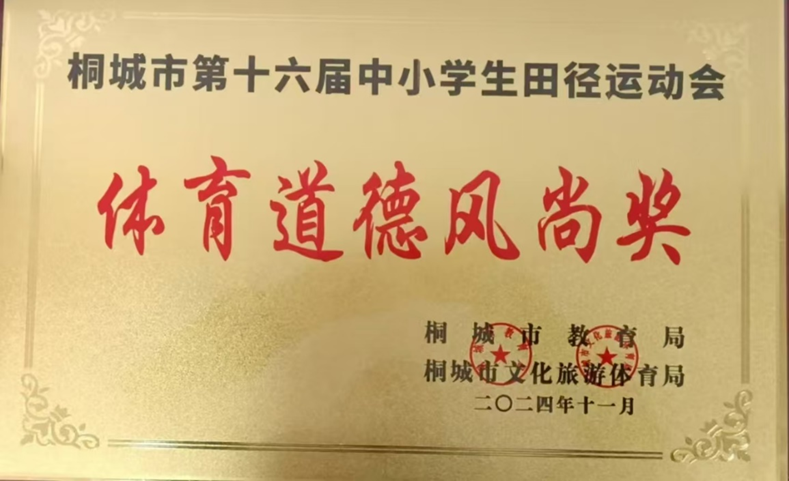 桐城市第十六届中小学生田径运动会
体育道德风尚奖
桐城市教育局
桐城市文化旅游体育局
二〇二四年十一月